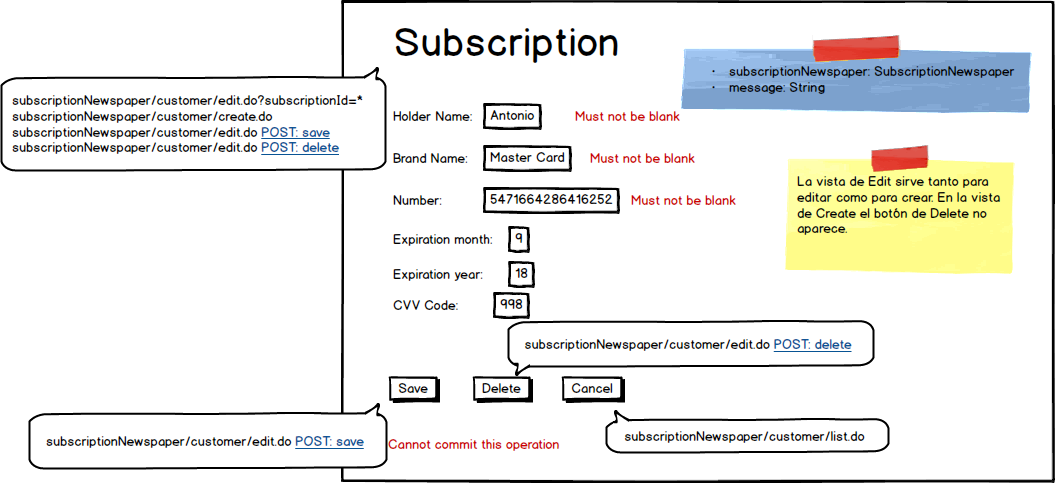 Subscription
• subscriptionNewspaper: SubscriptionNewspaper
• message: String
subscriptionNewspaper/customer/edit.do?subscriptionId=*
subscriptionNewspaper/customer/create.do
subscriptionNewspaper/customer/edit.do POST: save
subscriptionNewspaper/customer/edit.do POST: delete
Holder Name: Antonio Must not be blank
Brand Name: Master Card Must not be blank
Number: 5471664286416252 Must not be blank
La vista de Edit sirve tanto para
editar como para crear. En la vista
de Create el botón de Delete no
aparece.
Expiration month: 9
Expiration year: 18
CVV Code: 998
subscriptionNewspaper/customer/edit.do POST: delete
Save Delete Cancel
subscriptionNewspaper/customer/edit.do POST: save
Cannot commit this operation
subscriptionNewspaper/customer/list.do